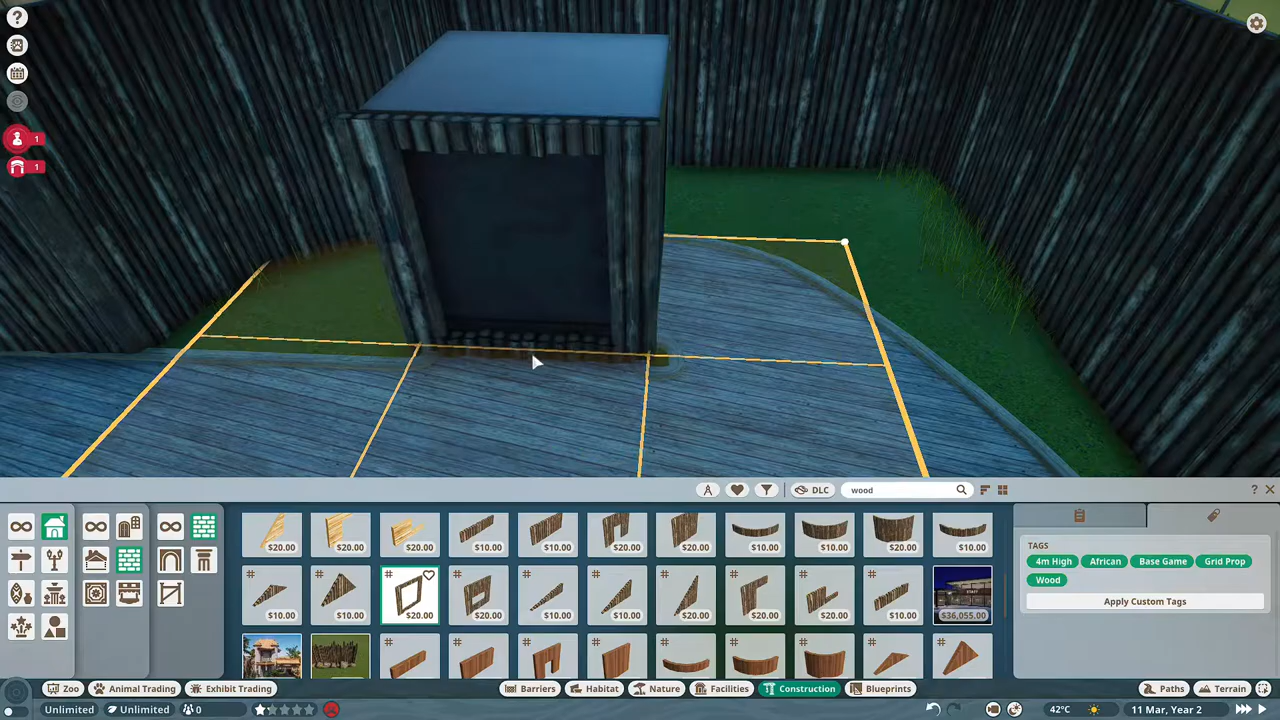 ?
1
1
DLC
wood
?
$20.00 $20.00 $20.00 $10.00 $10.00 $20.00 $20.00 $10.00 $10.00 $20.00 $10.00
$10.00 $10.00 $20.00 $20.00 $10.00 $10.00 $20.00 $20.00 $20.00 $10.00 $36,055.00
STAFF
TAGS
4m High African Base Game Grid Prop
Wood
Apply Custom Tags
Zoo Animal Trading Exhibit Trading Barriers Habitat Nature Facilities Construction Blueprints Paths Terrain
Unlimited Unlimited 0 42°C 11 Mar, Year 2